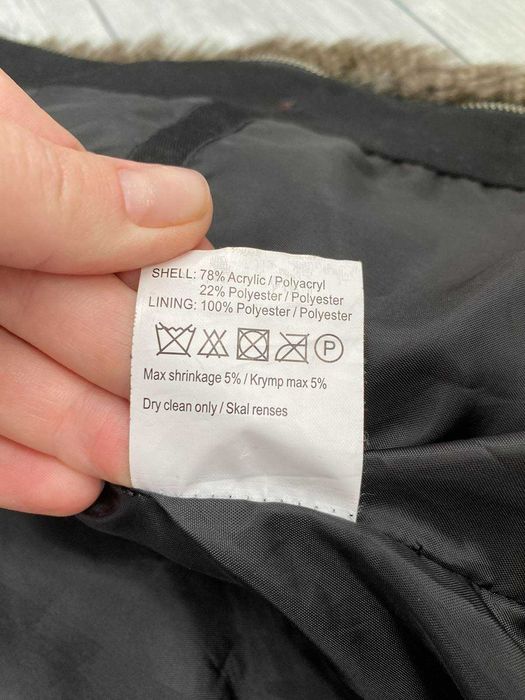 SHELL: 78% Acrylic / Polyacryl
22% Polyester / Polyester
LINING: 100% Polyester / Polyester
P
Max shrinkage 5% / Krymp max 5%
Dry clean only / Skal renses